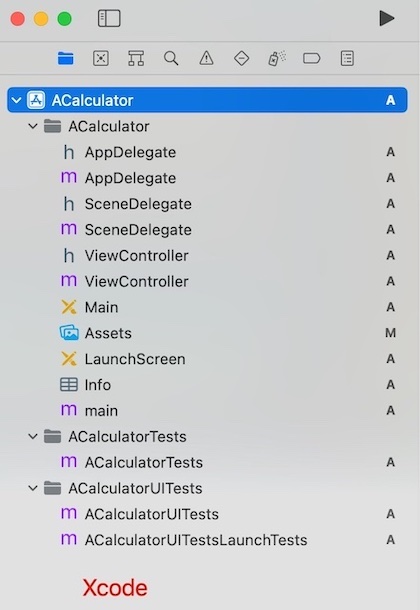 ACalculator A
ACalculator
h AppDelegate A
m AppDelegate A
h SceneDelegate A
m SceneDelegate A
h ViewController A
m ViewController A
Main A
Assets M
LaunchScreen A
Info A
m main A
ACalculatorTests
m ACalculatorTests A
ACalculatorUITests
m ACalculatorUITests A
m ACalculatorUITestsLaunchTests A
Xcode